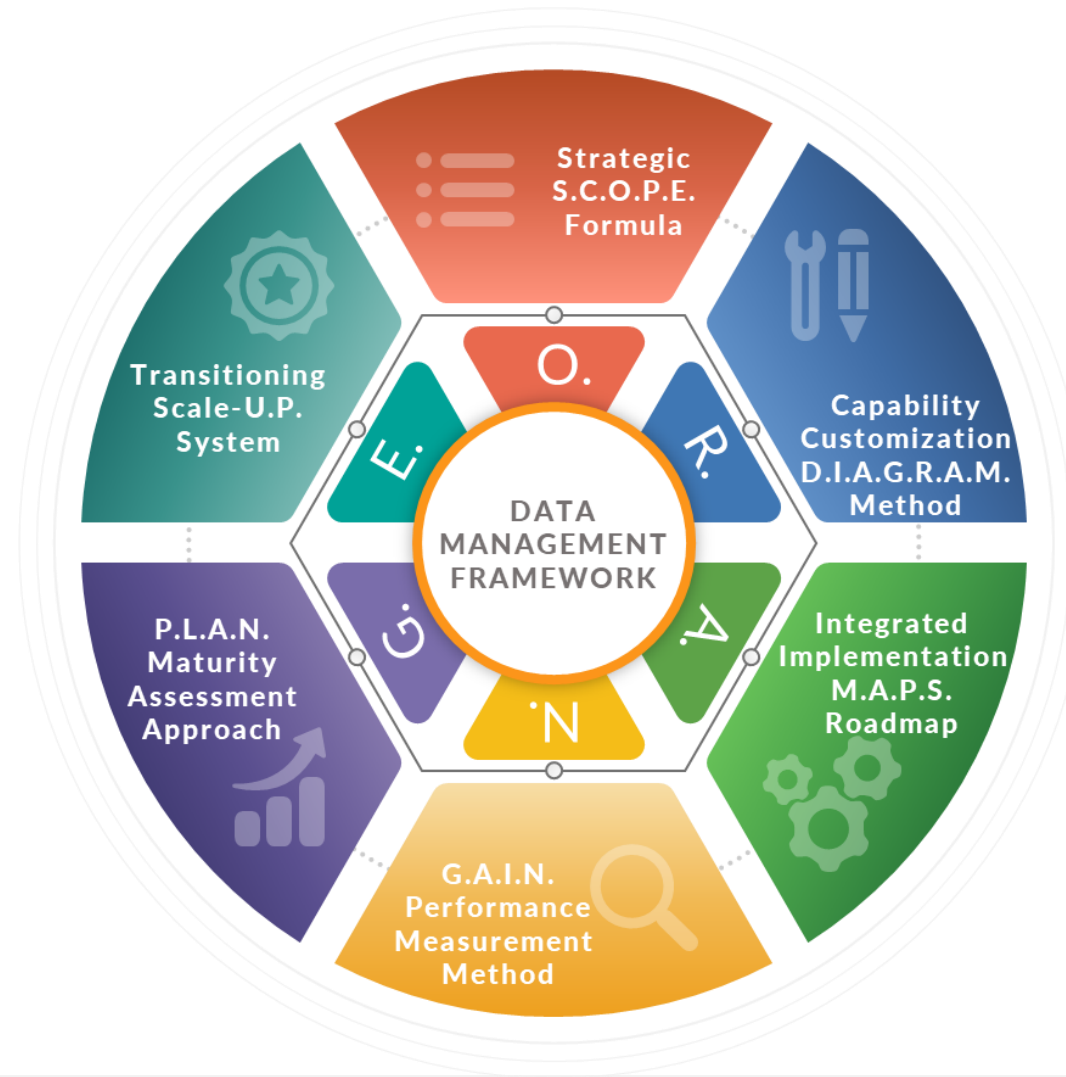 Strategic
S.C.O.P.E.
Formula
Capability
Customization
D.I.A.G.R.A.M.
Method
Integrated
Implementation
M.A.P.S.
Roadmap
G.A.I.N.
Performance
Measurement
Method
P.L.A.N.
Maturity
Assessment
Approach
Transitioning
Scale-U.P.
System
O.
R.
A.
N.
G.
E.
DATA
MANAGEMENT
FRAMEWORK